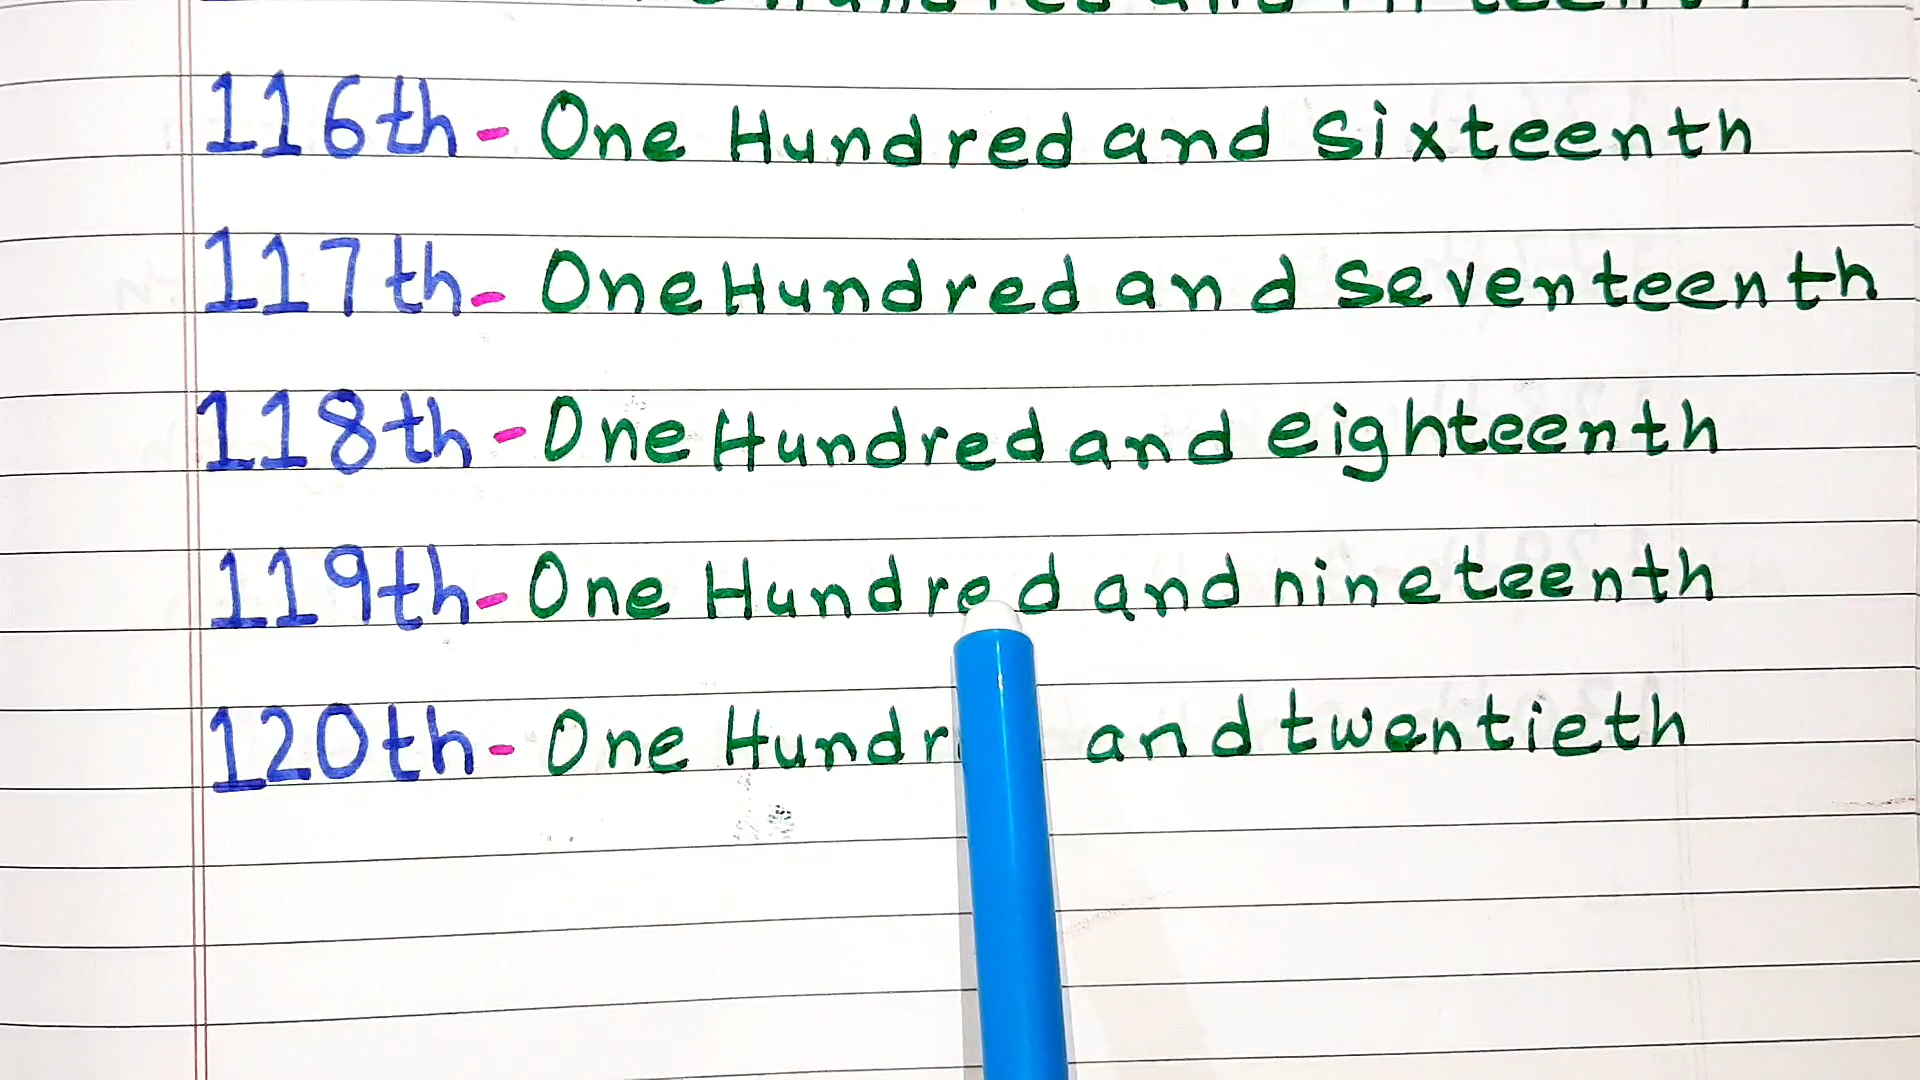 116th - One Hundred and Sixteenth
117th - One Hundred and Seventeenth
118th - One Hundred and eighteenth
119th - One Hundred and nineteenth
120th - One and twentieth